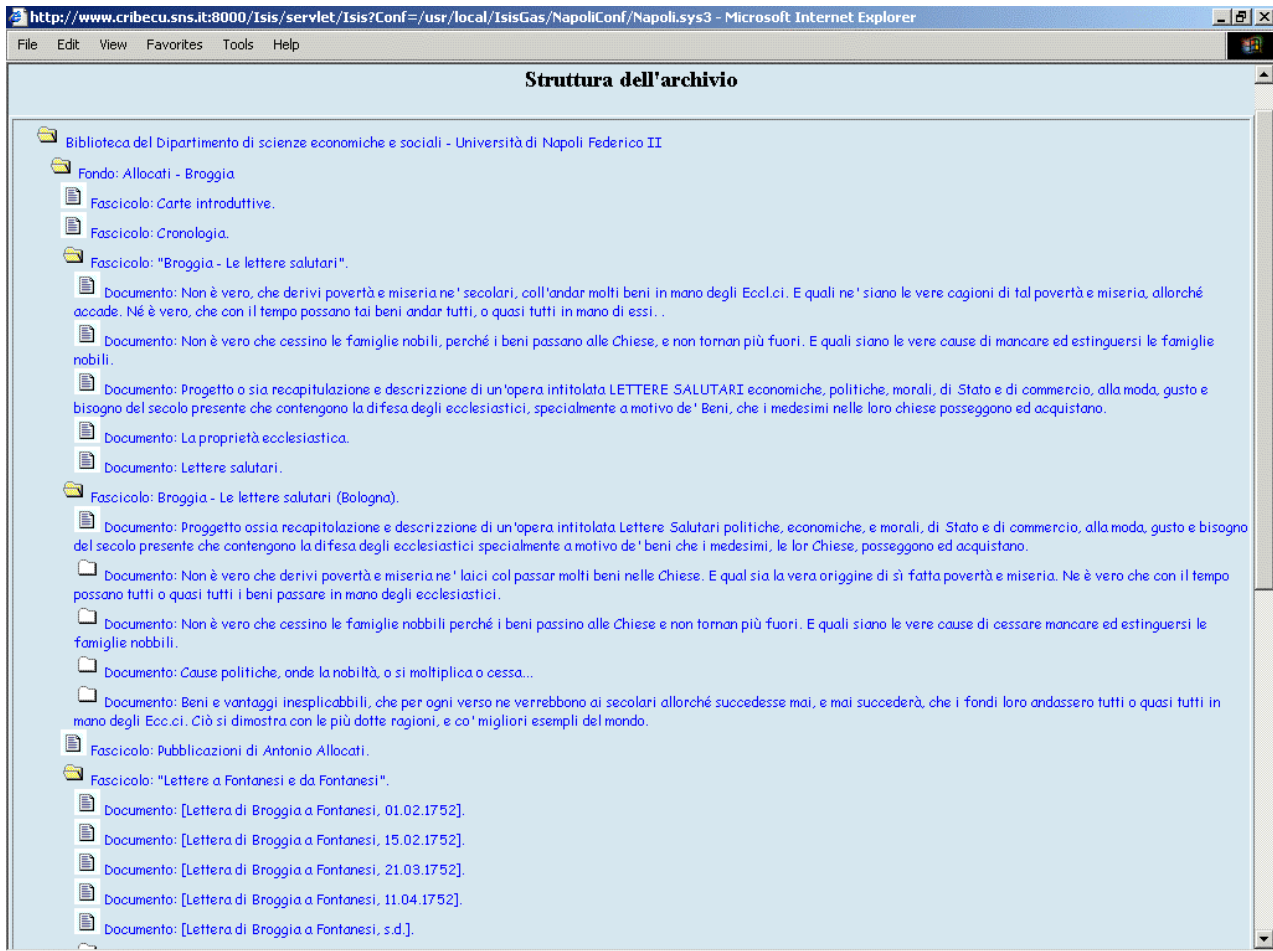 http://www.cribecu.sns.it:8000/Isis/servlet/Isis?Conf=/usr/local/IsisGas/NapoliConf/Napoli.sys3 - Microsoft Internet Explorer
File Edit View Favorites Tools Help
Struttura dell'archivio
Biblioteca del Dipartimento di scienze economiche e sociali - Università di Napoli Federico II
Fondo: Allocati - Broggia
Fascicolo: Carte introduttive.
Fascicolo: Cronologia.
Fascicolo: "Broggia - Le lettere salutari".
Documento: Non è vero, che derivi povertà e miseria ne' secolari, coll'andar molti beni in mano degli Eccl.ci. E quali ne' siano le vere cagioni di tal povertà e miseria, allorché
accade. Né è vero, che con il tempo possano tai beni andar tutti, o quasi tutti in mano di essi. .
Documento: Non è vero che cessino le famiglie nobili, perché i beni passano alle Chiese, e non tornan più fuori. E quali siano le vere cause di mancare ed estinguersi le famiglie
nobili.
Documento: Progetto o sia recapitulazione e descrizzione di un'opera intitolata LETTERE SALUTARI economiche, politiche, morali, di Stato e di commercio, alla moda, gusto e
bisogno del secolo presente che contengono la difesa degli ecclesiastici, specialmente a motivo de' Beni, che i medesimi nelle loro chiese posseggono ed acquistano.
Documento: La proprietà ecclesiastica.
Documento: Lettere salutari.
Fascicolo: Broggia - Le lettere salutari (Bologna).
Documento: Proggetto ossia recapitolazione e descrizzione di un'opera intitolata Lettere Salutari politiche, economiche, e morali, di Stato e di commercio, alla moda, gusto e bisogno
del secolo presente che contengono la difesa degli ecclesiastici specialmente a motivo de' beni che i medesimi, le lor Chiese, posseggono ed acquistano.
Documento: Non è vero che derivi povertà e miseria ne' laici col passar molti beni nelle Chiese. E qual sia la vera origgine di sì fatta povertà e miseria. Ne è vero che con il tempo
possano tutti o quasi tutti i beni passare in mano degli ecclesiastici.
Documento: Non è vero che cessino le famiglie nobbili perché i beni passino alle Chiese e non tornan più fuori. E quali siano le vere cause di cessare mancare ed estinguersi le
famiglie nobbili.
Documento: Cause politiche, onde la nobiltà, o si moltiplica o cessa...
Documento: Beni e vantaggi inesplicabbili, che per ogni verso ne verrebbono ai secolari allorché succedesse mai, e mai succederà, che i fondi loro andassero tutti o quasi tutti in
mano degli Ecc.ci. Ciò si dimostra con le più dotte ragioni, e co' migliori esempli del mondo.
Fascicolo: Pubblicazioni di Antonio Allocati.
Fascicolo: "Lettere a Fontanesi e da Fontanesi".
Documento: [Lettera di Broggia a Fontanesi, 01.02.1752].
Documento: [Lettera di Broggia a Fontanesi, 15.02.1752].
Documento: [Lettera di Broggia a Fontanesi, 21.03.1752].
Documento: [Lettera di Broggia a Fontanesi, 11.04.1752].
Documento: [Lettera di Broggia a Fontanesi, s.d.].